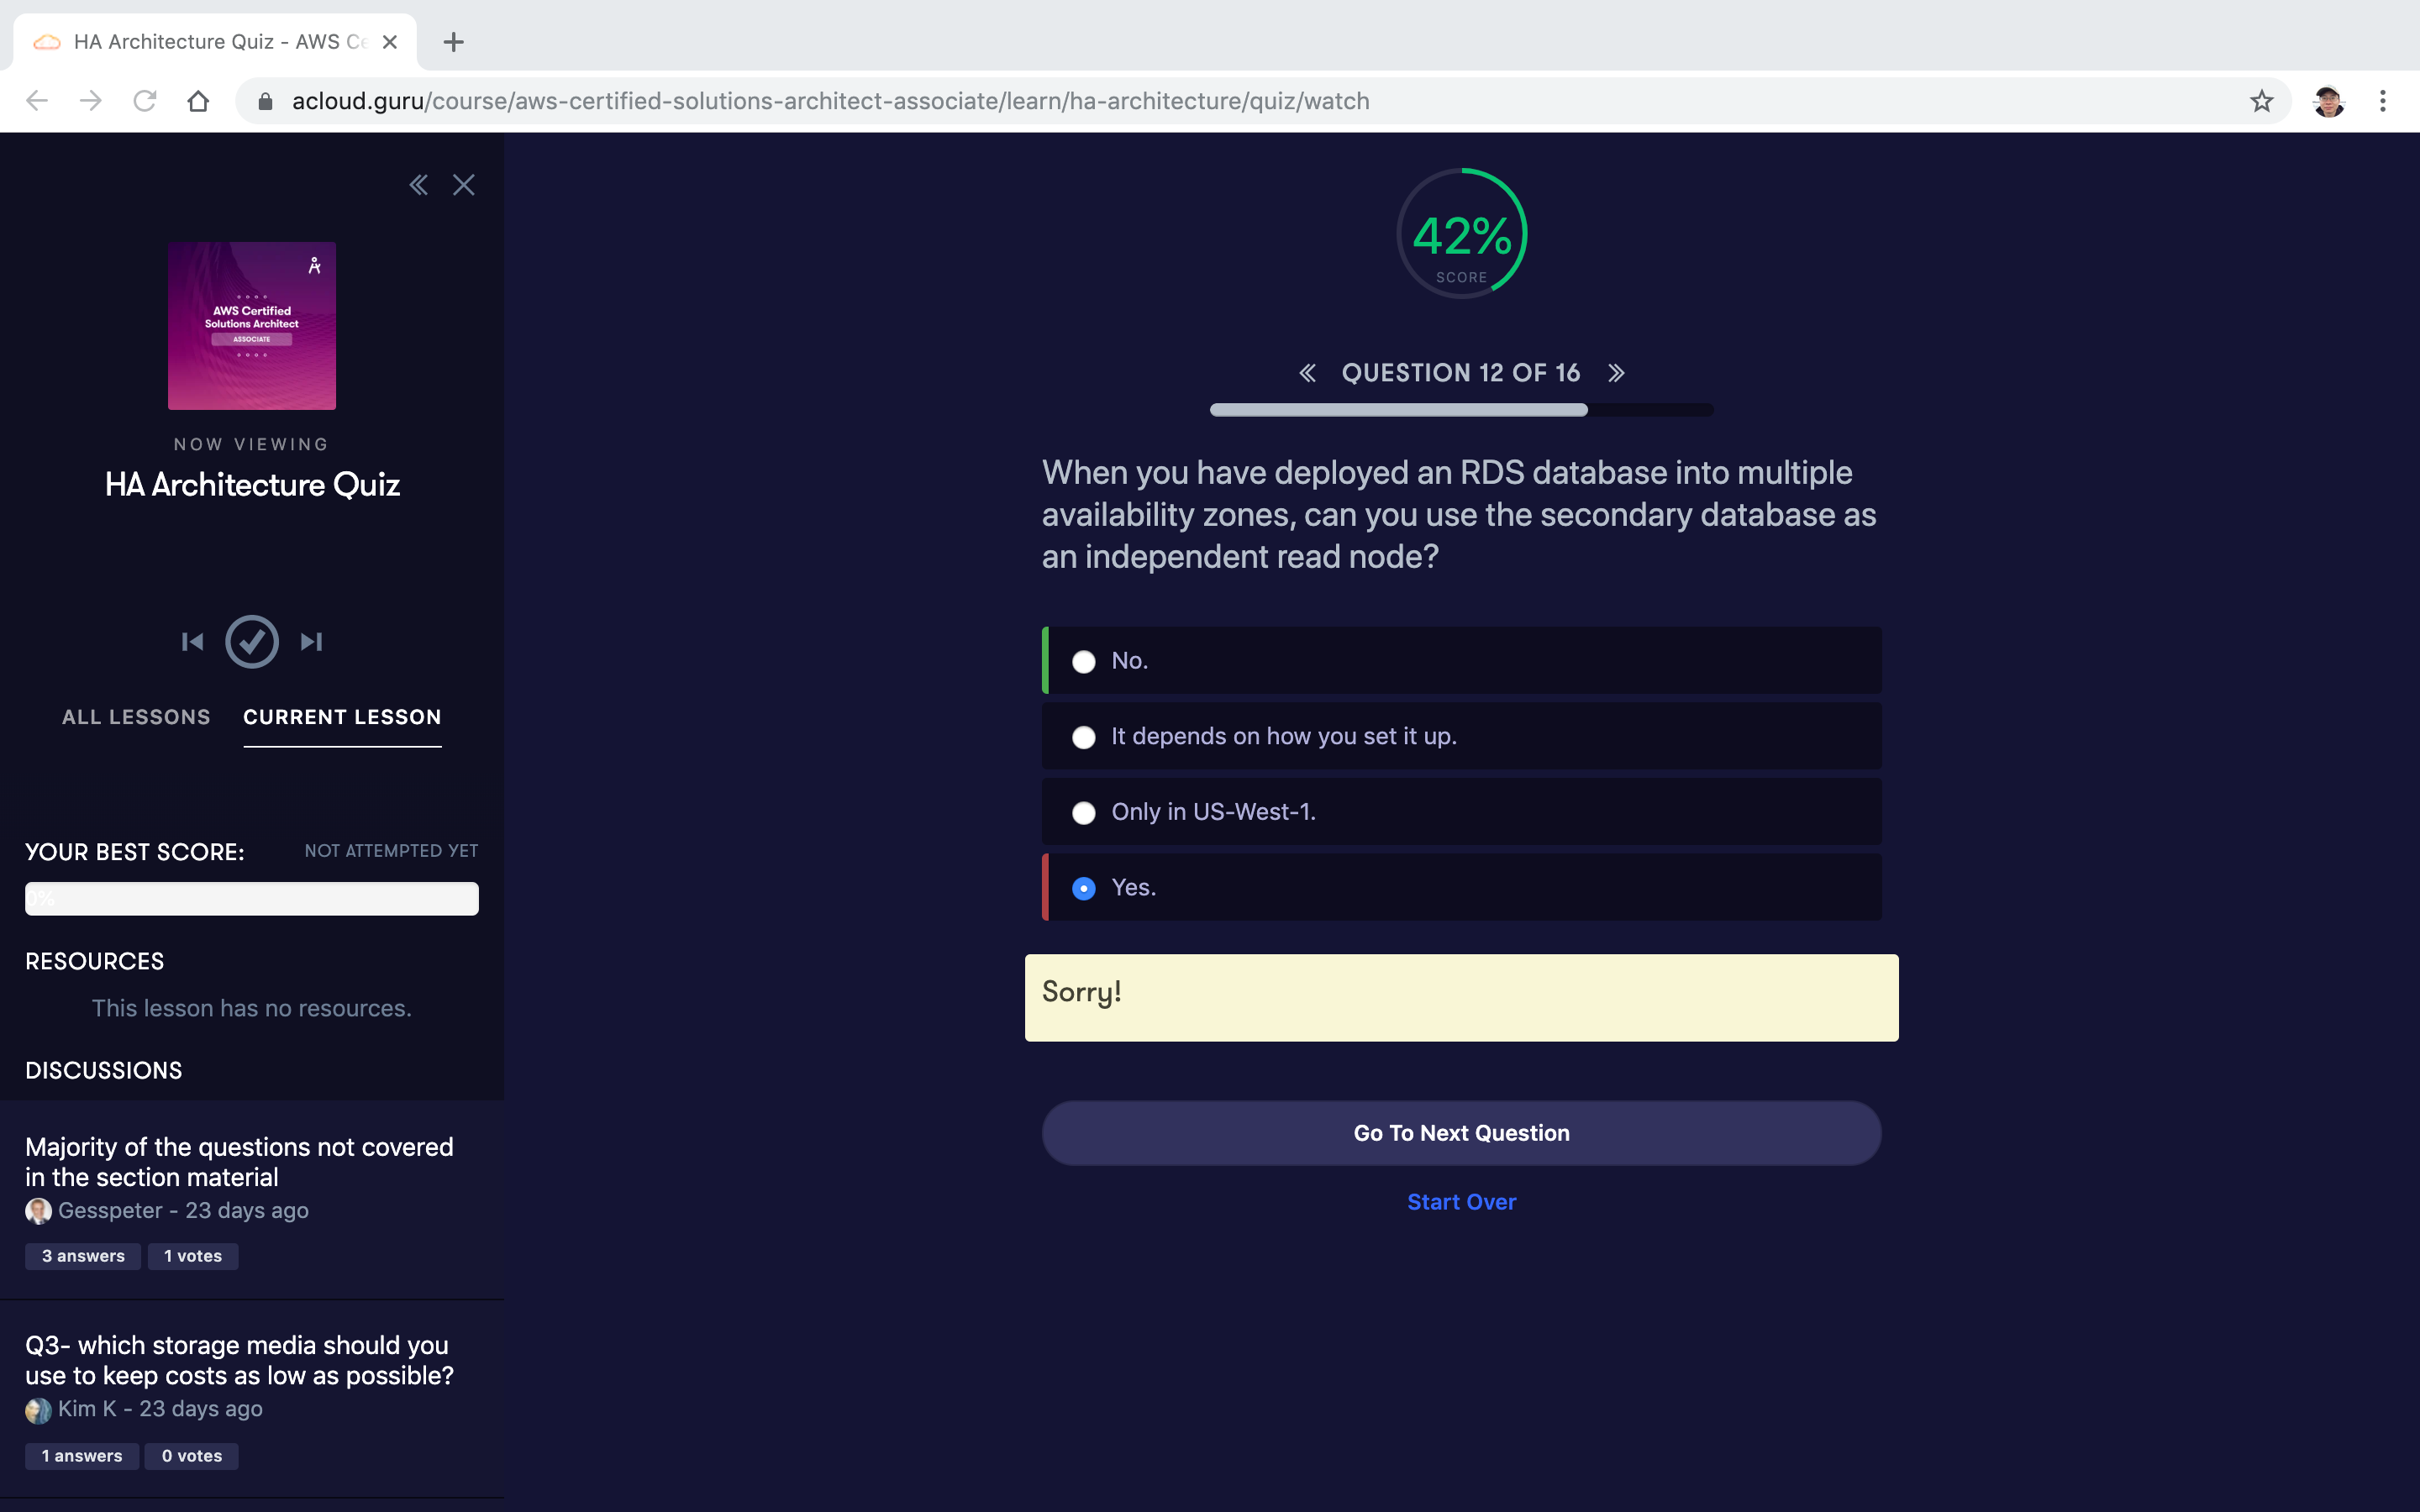 HA Architecture Quiz - AWS Ce
acloud.guru/course/aws-certified-solutions-architect-associate/learn/ha-architecture/quiz/watch
AWS Certified
Solutions Architect
ASSOCIATE
NOW VIEWING
HA Architecture Quiz
ALL LESSONS
CURRENT LESSON
YOUR BEST SCORE:
NOT ATTEMPTED YET
0%
RESOURCES
This lesson has no resources.
DISCUSSIONS
Majority of the questions not covered
in the section material
Gesspeter - 23 days ago
3 answers
1 votes
Q3- which storage media should you
use to keep costs as low as possible?
Kim K - 23 days ago
1 answers
0 votes
42%
SCORE
QUESTION 12 OF 16
When you have deployed an RDS database into multiple
availability zones, can you use the secondary database as
an independent read node?
No.
It depends on how you set it up.
Only in US-West-1.
Yes.
Sorry!
Go To Next Question
Start Over